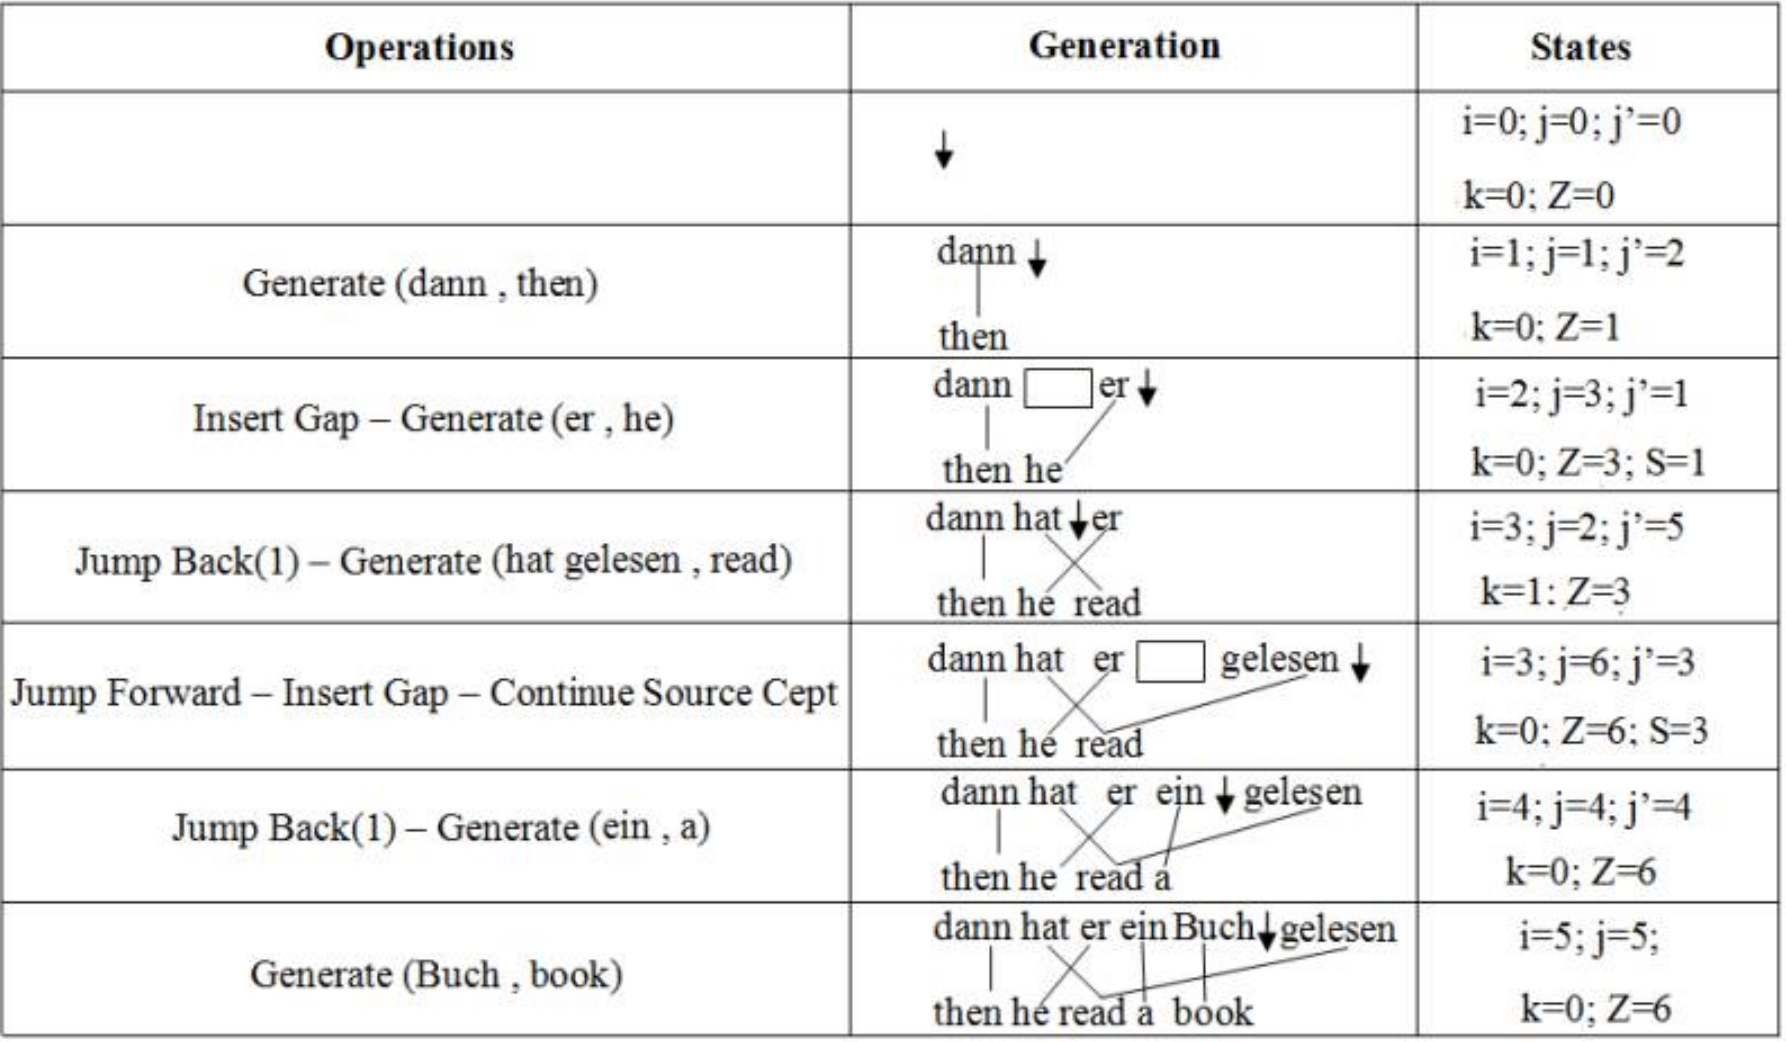 Operations Generation States
i=0; j=0; j’=0
k=0; Z=0
Generate (dann , then)
dann
then
i=1; j=1; j’=2
k=0; Z=1
Insert Gap – Generate (er , he)
dann er
then he
i=2; j=3; j’=1
k=0; Z=3; S=1
Jump Back(1) – Generate (hat gelesen , read)
dann hat er
then he read
i=3; j=2; j’=5
k=1: Z=3
Jump Forward – Insert Gap – Continue Source Cept
dann hat er gelesen
then he read
i=3; j=6; j’=3
k=0; Z=6; S=3
Jump Back(1) – Generate (ein , a)
dann hat er ein gelesen
then he read a
i=4; j=4; j’=4
k=0; Z=6
Generate (Buch , book)
dann hat er ein Buch gelesen
then he read a book
i=5; j=5;
k=0; Z=6